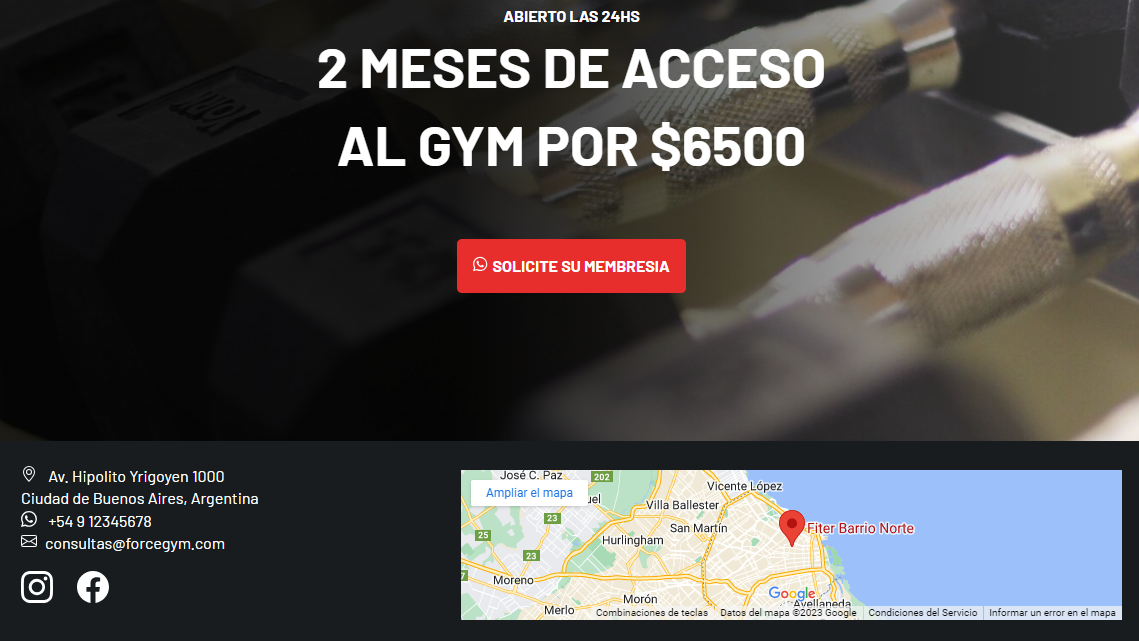 ABIERTO LAS 24HS
2 MESES DE ACCESO
AL GYM POR $6500
SOLICITE SU MEMBRESIA
Av. Hipolito Yrigoyen 1000
Ciudad de Buenos Aires, Argentina
+54 9 12345678
consultas@forcegym.com
José C. Paz
202
Ampliar el mapa
uel
Vicente López
Villa Ballester
23
San Martín
Fiter Barrio Norte
25
Hurlingham
23
7
Moreno
Morón
Google
Avellaneda
Merlo
Combinaciones de teclas
Datos del mapa ©2023 Google
Condiciones del Servicio
Informar un error en el mapa